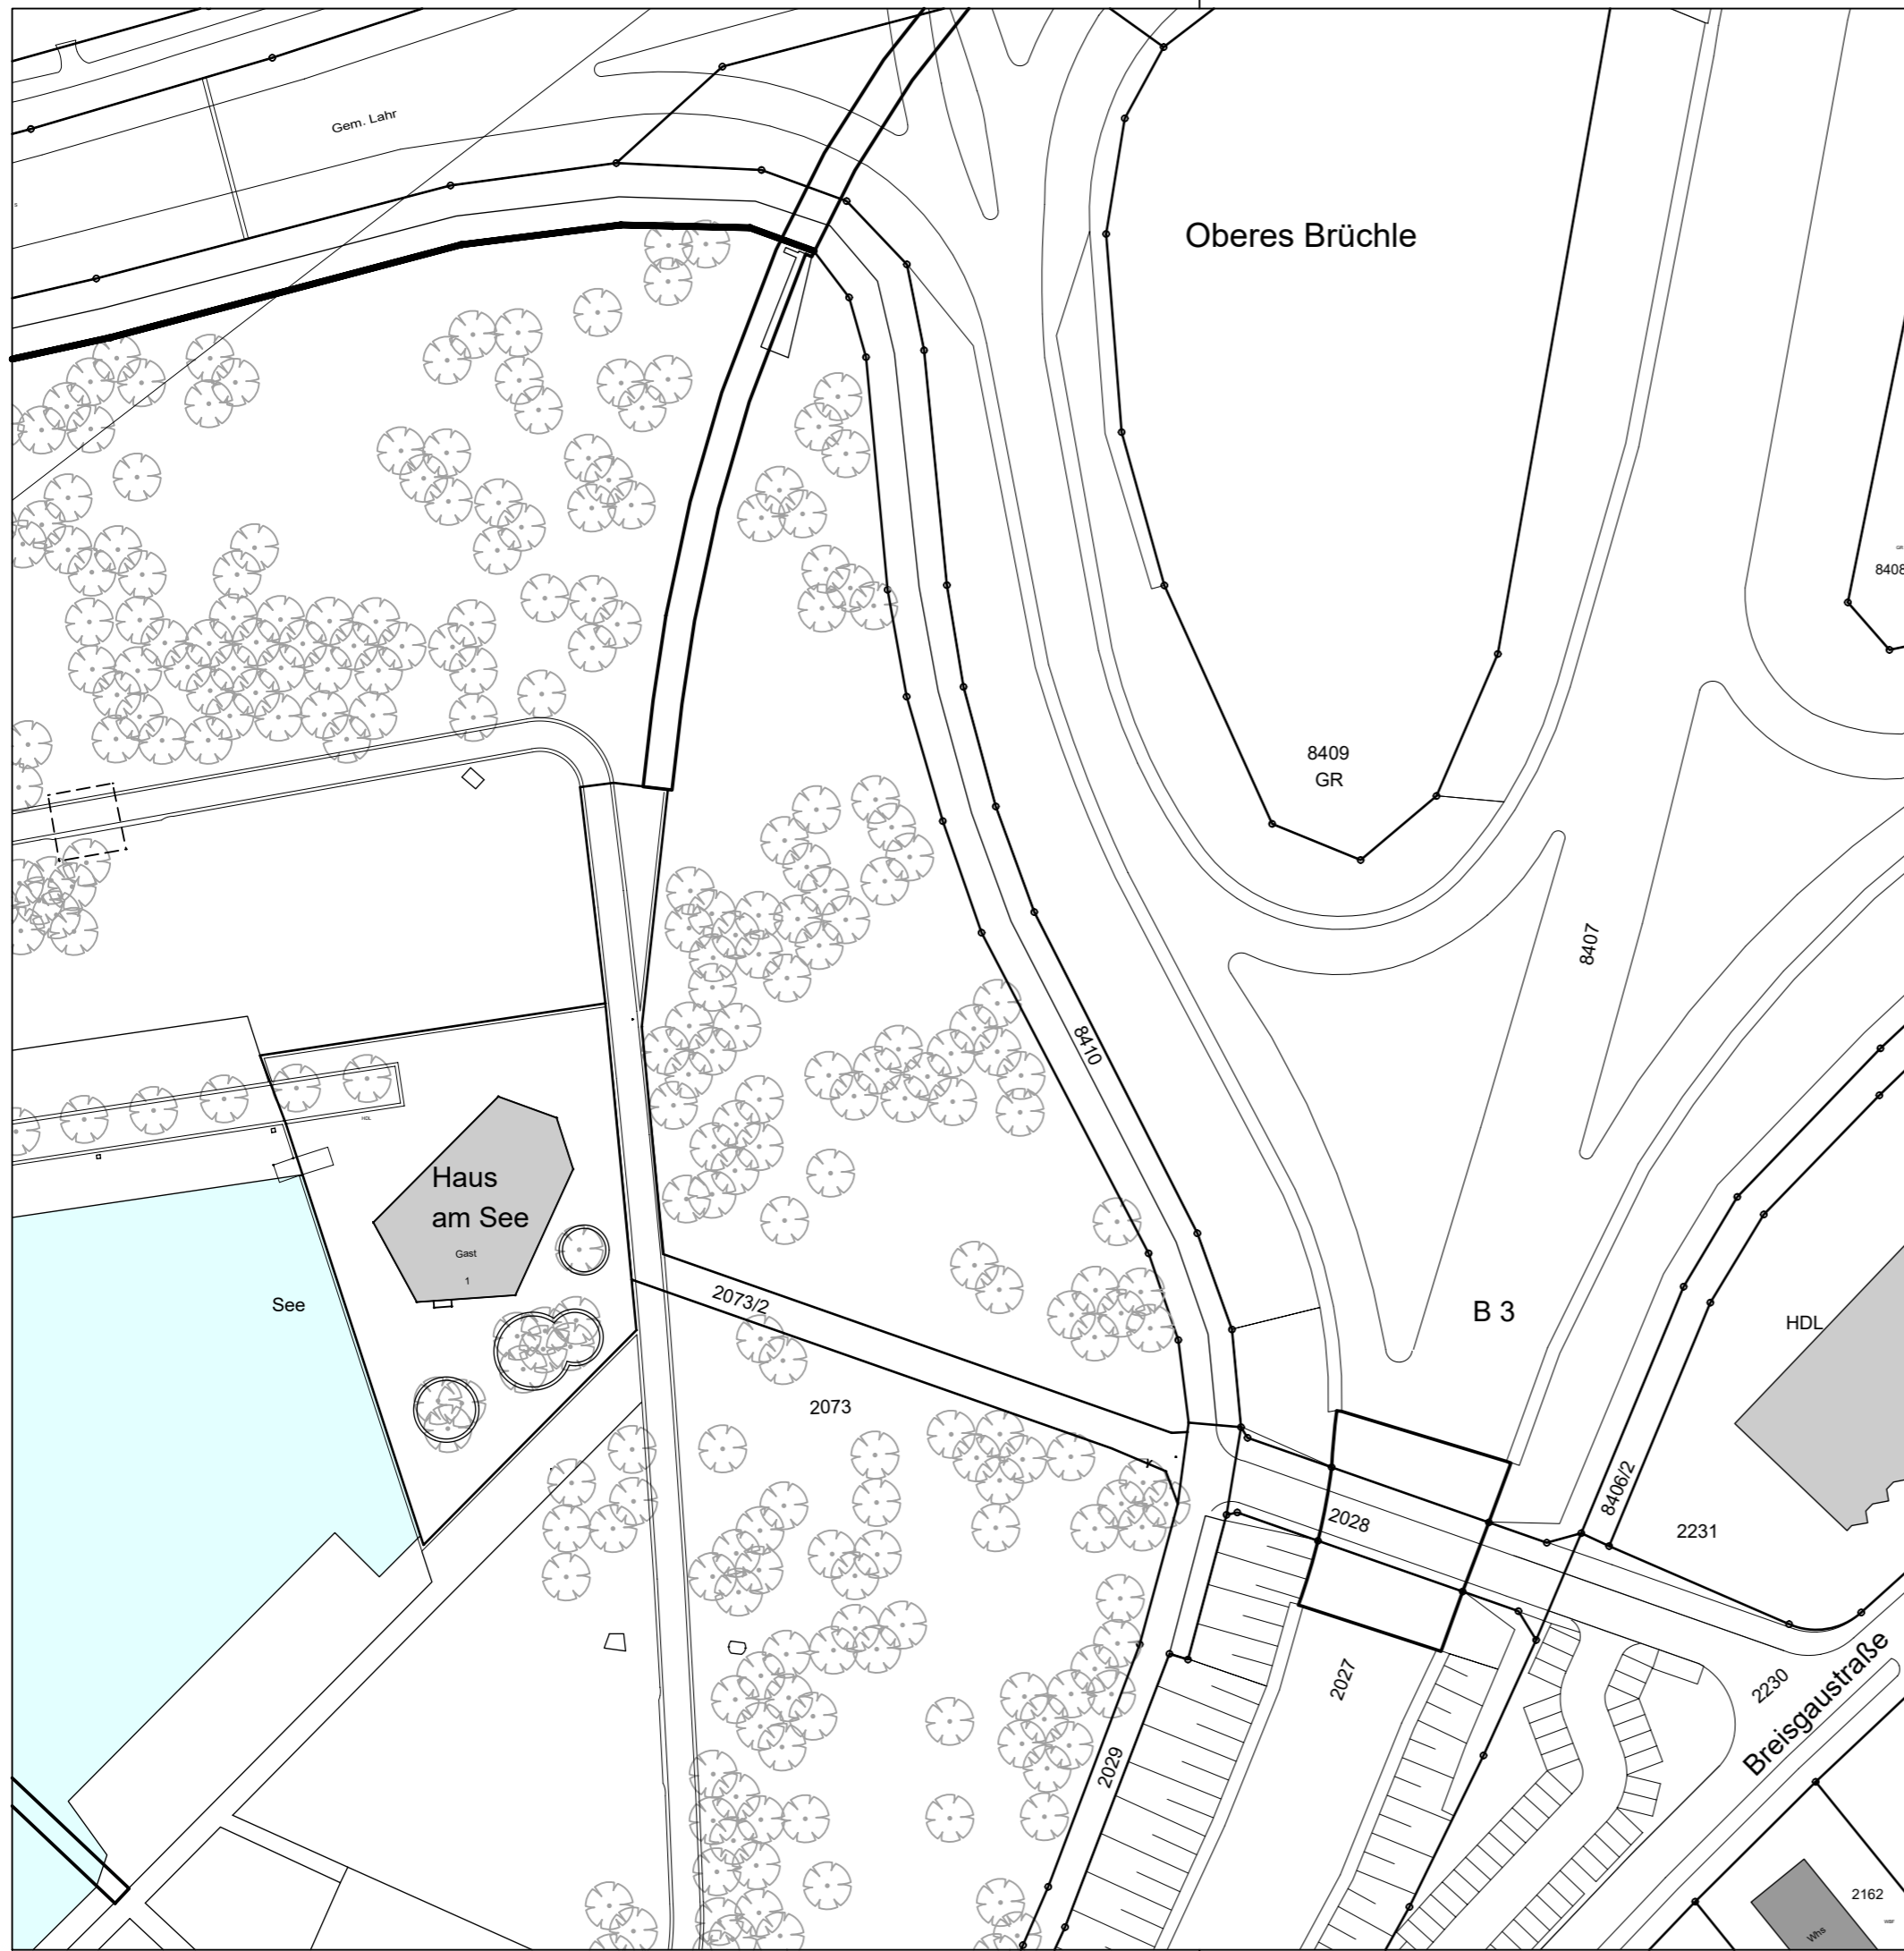 Gem. Lahr
Oberes Brüchle
8408
8409
GR
8407
8410
HDL
Haus
am See
Gast
1
See
2073/2
B 3
HDL
2073
8406/2
2028
2231
2027
2230
Breisgaustraße
2029
2162
Whs